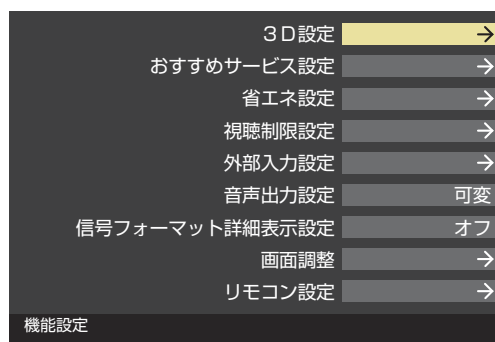 ３Ｄ設定 →
おすすめサービス設定 →
省エネ設定 →
視聴制限設定 →
外部入力設定 →
音声出力設定 可変
信号フォーマット詳細表示設定 オフ
画面調整 →
リモコン設定 →
機能設定